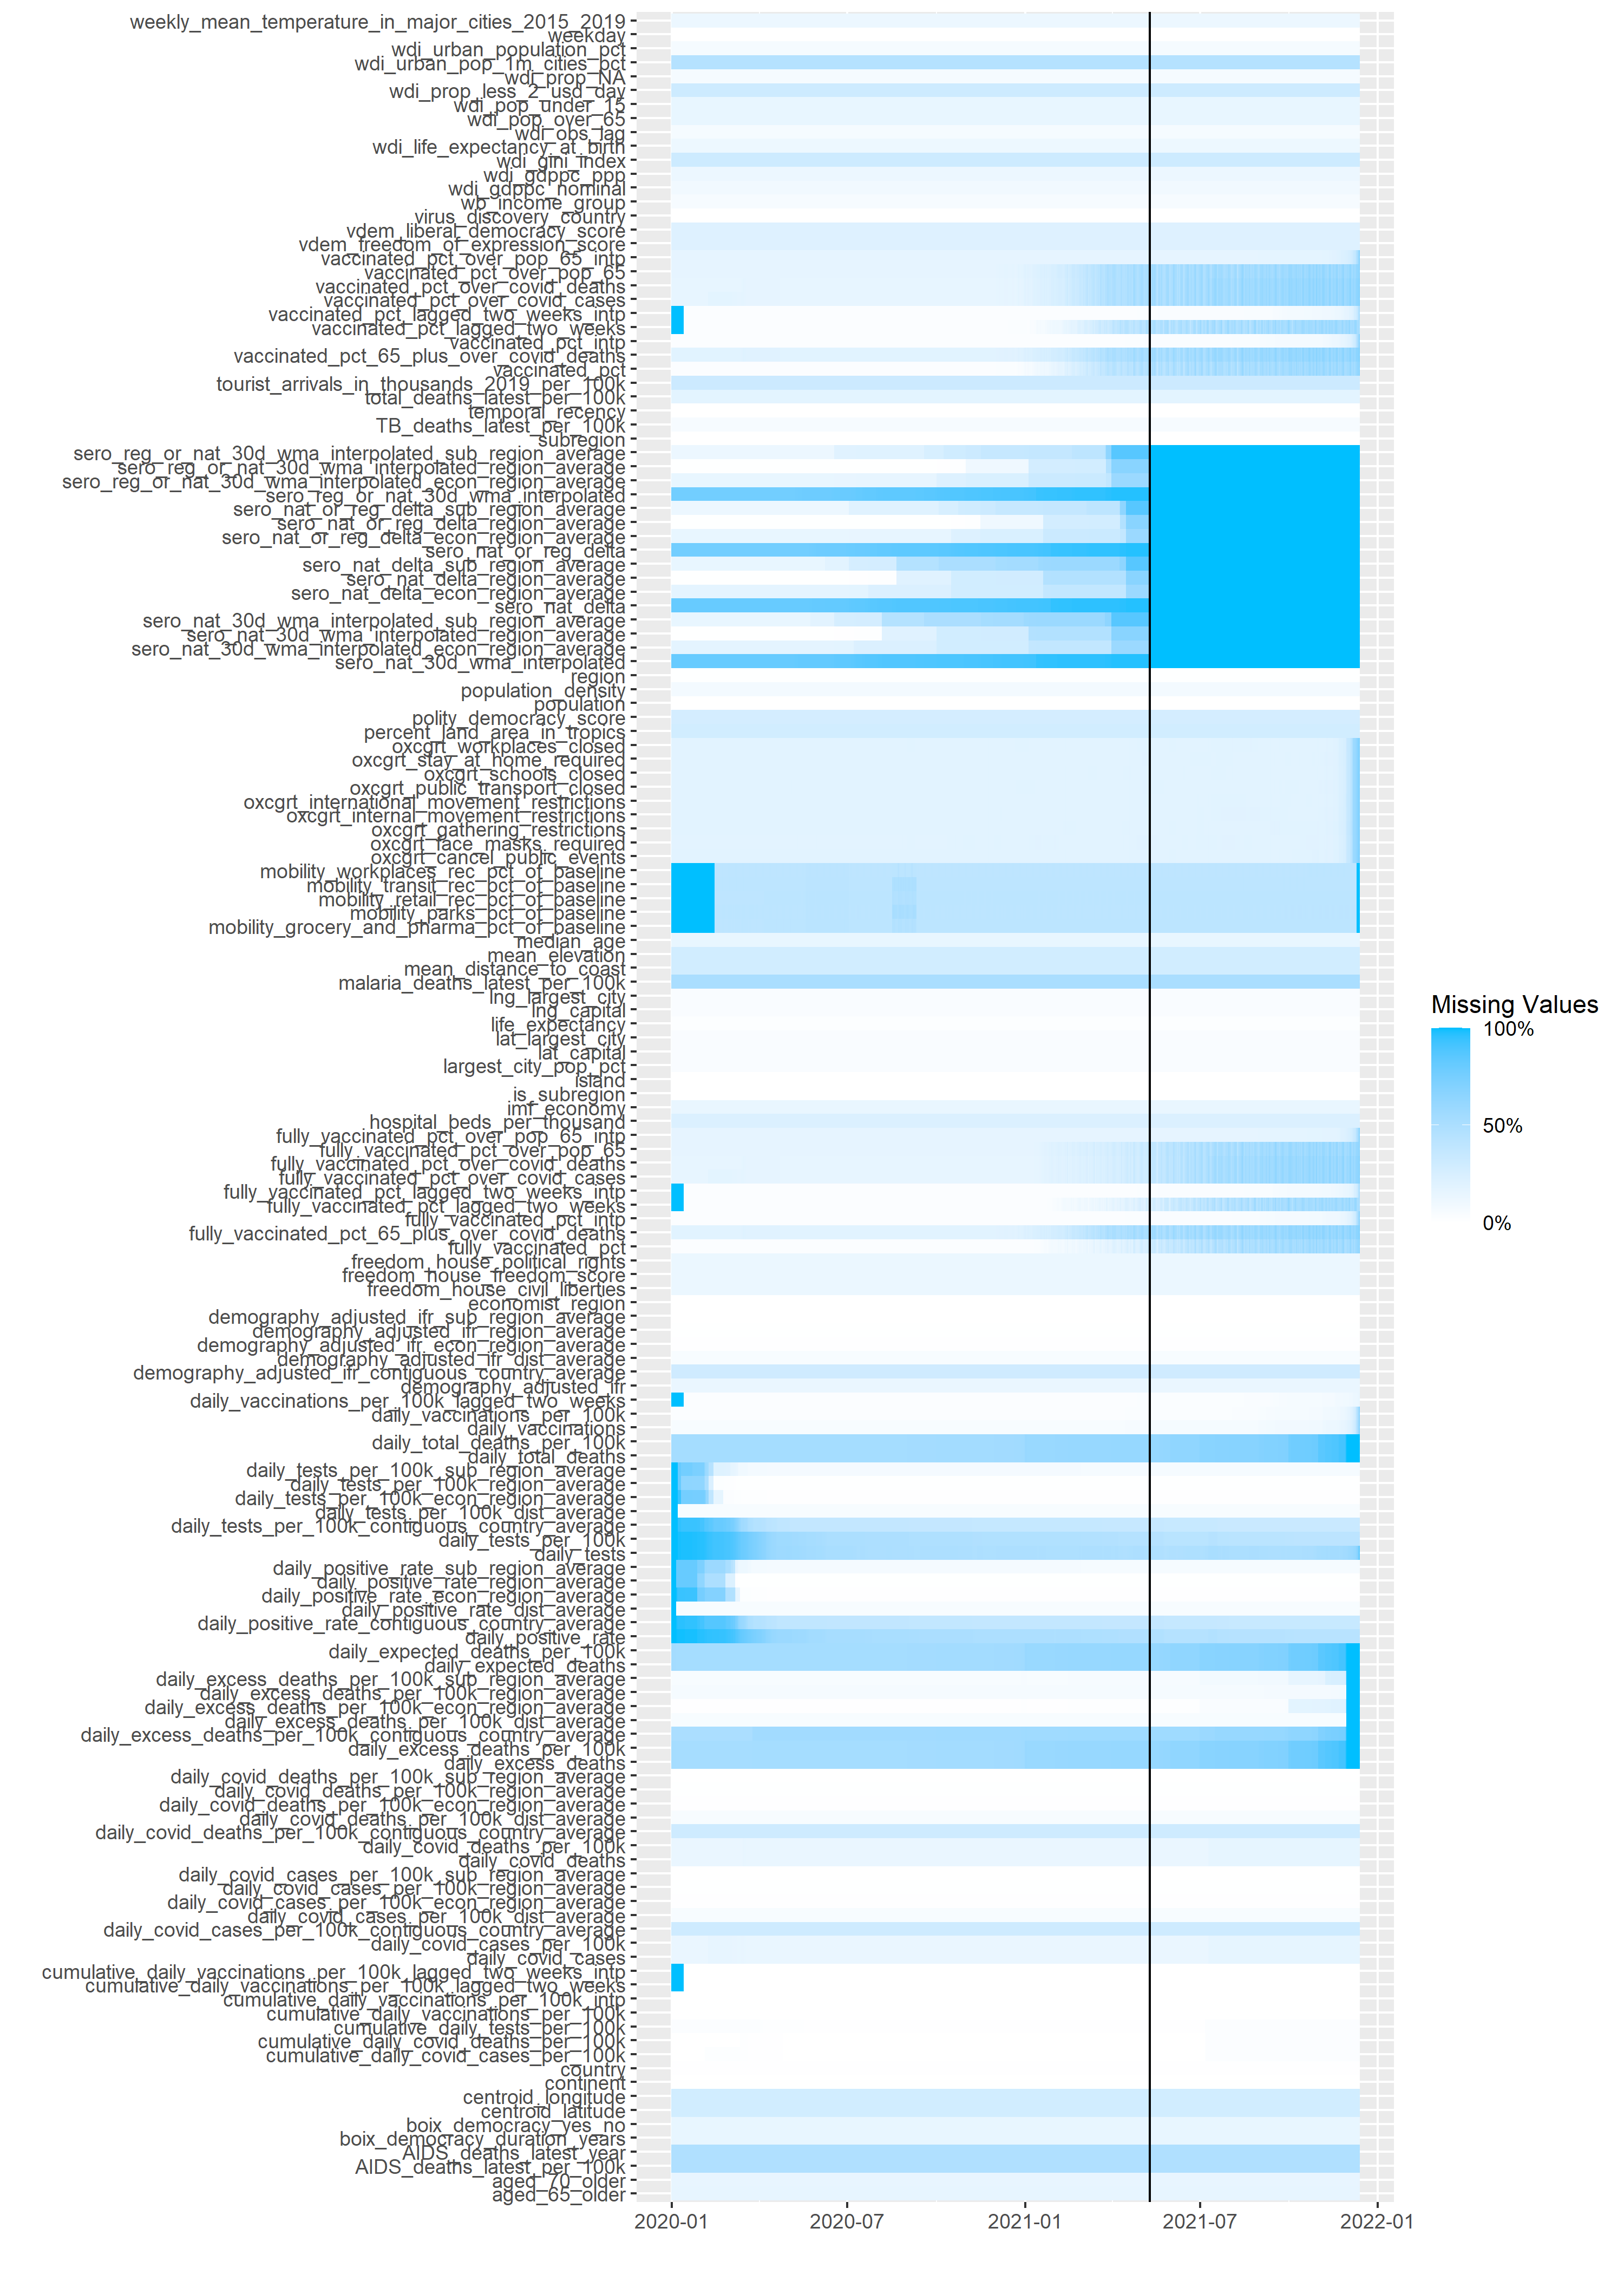 weekly_mean_temperature_in_major_cities_2015_2019
weekday
wdi_urban_population_pct
wdi_urban_pop_1m_cities_pct
wdi_prop_NA
wdi_prop_less_2_usd_day
wdi_pop_under_15
wdi_pop_over_65
wdi_obs_lag
wdi_life_expectancy_at_birth
wdi_gini_index
wdi_gdppc_ppp
wdi_gdppc_nominal
wb_income_group
virus_discovery_country
vdem_liberal_democracy_score
vdem_freedom_of_expression_score
vaccinated_pct_over_pop_65_intp
vaccinated_pct_over_pop_65
vaccinated_pct_over_covid_deaths
vaccinated_pct_over_covid_cases
vaccinated_pct_lagged_two_weeks_intp
vaccinated_pct_lagged_two_weeks
vaccinated_pct_intp
vaccinated_pct_65_plus_over_covid_deaths
vaccinated_pct
tourist_arrivals_in_thousands_2019_per_100k
total_deaths_latest_per_100k
temporal_recency
TB_deaths_latest_per_100k
subregion
sero_reg_or_nat_30d_wma_interpolated_sub_region_average
sero_reg_or_nat_30d_wma_interpolated_region_average
sero_reg_or_nat_30d_wma_interpolated_econ_region_average
sero_reg_or_nat_30d_wma_interpolated
sero_nat_or_reg_delta_sub_region_average
sero_nat_or_reg_delta_region_average
sero_nat_or_reg_delta_econ_region_average
sero_nat_or_reg_delta
sero_nat_delta_sub_region_average
sero_nat_delta_region_average
sero_nat_delta_econ_region_average
sero_nat_delta
sero_nat_30d_wma_interpolated_sub_region_average
sero_nat_30d_wma_interpolated_region_average
sero_nat_30d_wma_interpolated_econ_region_average
sero_nat_30d_wma_interpolated
region
population_density
population
polity_democracy_score
percent_land_area_in_tropics
oxcgrt_workplaces_closed
oxcgrt_stay_at_home_required
oxcgrt_schools_closed
oxcgrt_public_transport_closed
oxcgrt_international_movement_restrictions
oxcgrt_internal_movement_restrictions
oxcgrt_gathering_restrictions
oxcgrt_face_masks_required
oxcgrt_cancel_public_events
mobility_workplaces_rec_pct_of_baseline
mobility_transit_rec_pct_of_baseline
mobility_retail_rec_pct_of_baseline
mobility_parks_pct_of_baseline
mobility_grocery_and_pharma_pct_of_baseline
median_age
mean_elevation
mean_distance_to_coast
malaria_deaths_latest_per_100k
lng_largest_city
lng_capital
life_expectancy
lat_largest_city
lat_capital
largest_city_pop_pct
island
is_subregion
imf_economy
hospital_beds_per_thousand
fully_vaccinated_pct_over_pop_65_intp
fully_vaccinated_pct_over_pop_65
fully_vaccinated_pct_over_covid_deaths
fully_vaccinated_pct_over_covid_cases
fully_vaccinated_pct_lagged_two_weeks_intp
fully_vaccinated_pct_lagged_two_weeks
fully_vaccinated_pct_intp
fully_vaccinated_pct_65_plus_over_covid_deaths
fully_vaccinated_pct
freedom_house_political_rights
freedom_house_freedom_score
freedom_house_civil_liberties
economist_region
demography_adjusted_ifr_sub_region_average
demography_adjusted_ifr_region_average
demography_adjusted_ifr_econ_region_average
demography_adjusted_ifr_dist_average
demography_adjusted_ifr_contiguous_country_average
demography_adjusted_ifr
daily_vaccinations_per_100k_lagged_two_weeks
daily_vaccinations_per_100k
daily_vaccinations
daily_total_deaths_per_100k
daily_total_deaths
daily_tests_per_100k_sub_region_average
daily_tests_per_100k_region_average
daily_tests_per_100k_econ_region_average
daily_tests_per_100k_dist_average
daily_tests_per_100k_contiguous_country_average
daily_tests_per_100k
daily_tests
daily_positive_rate_sub_region_average
daily_positive_rate_region_average
daily_positive_rate_econ_region_average
daily_positive_rate_dist_average
daily_positive_rate_contiguous_country_average
daily_positive_rate
daily_expected_deaths_per_100k
daily_expected_deaths
daily_excess_deaths_per_100k_sub_region_average
daily_excess_deaths_per_100k_region_average
daily_excess_deaths_per_100k_econ_region_average
daily_excess_deaths_per_100k_dist_average
daily_excess_deaths_per_100k_contiguous_country_average
daily_excess_deaths_per_100k
daily_excess_deaths
daily_covid_deaths_per_100k_sub_region_average
daily_covid_deaths_per_100k_region_average
daily_covid_deaths_per_100k_econ_region_average
daily_covid_deaths_per_100k_dist_average
daily_covid_deaths_per_100k_contiguous_country_average
daily_covid_deaths_per_100k
daily_covid_deaths
daily_covid_cases_per_100k_sub_region_average
daily_covid_cases_per_100k_region_average
daily_covid_cases_per_100k_econ_region_average
daily_covid_cases_per_100k_dist_average
daily_covid_cases_per_100k_contiguous_country_average
daily_covid_cases_per_100k
daily_covid_cases
cumulative_daily_vaccinations_per_100k_lagged_two_weeks_intp
cumulative_daily_vaccinations_per_100k_lagged_two_weeks
cumulative_daily_vaccinations_per_100k_intp
cumulative_daily_vaccinations_per_100k
cumulative_daily_tests_per_100k
cumulative_daily_covid_deaths_per_100k
cumulative_daily_covid_cases_per_100k
country
continent
centroid_longitude
centroid_latitude
boix_democracy_yes_no
boix_democracy_duration_years
AIDS_deaths_latest_year
AIDS_deaths_latest_per_100k
aged_70_older
aged_65_older
2020-01 2020-07 2021-01 2021-07 2022-01
Missing Values
100%
50%
0%